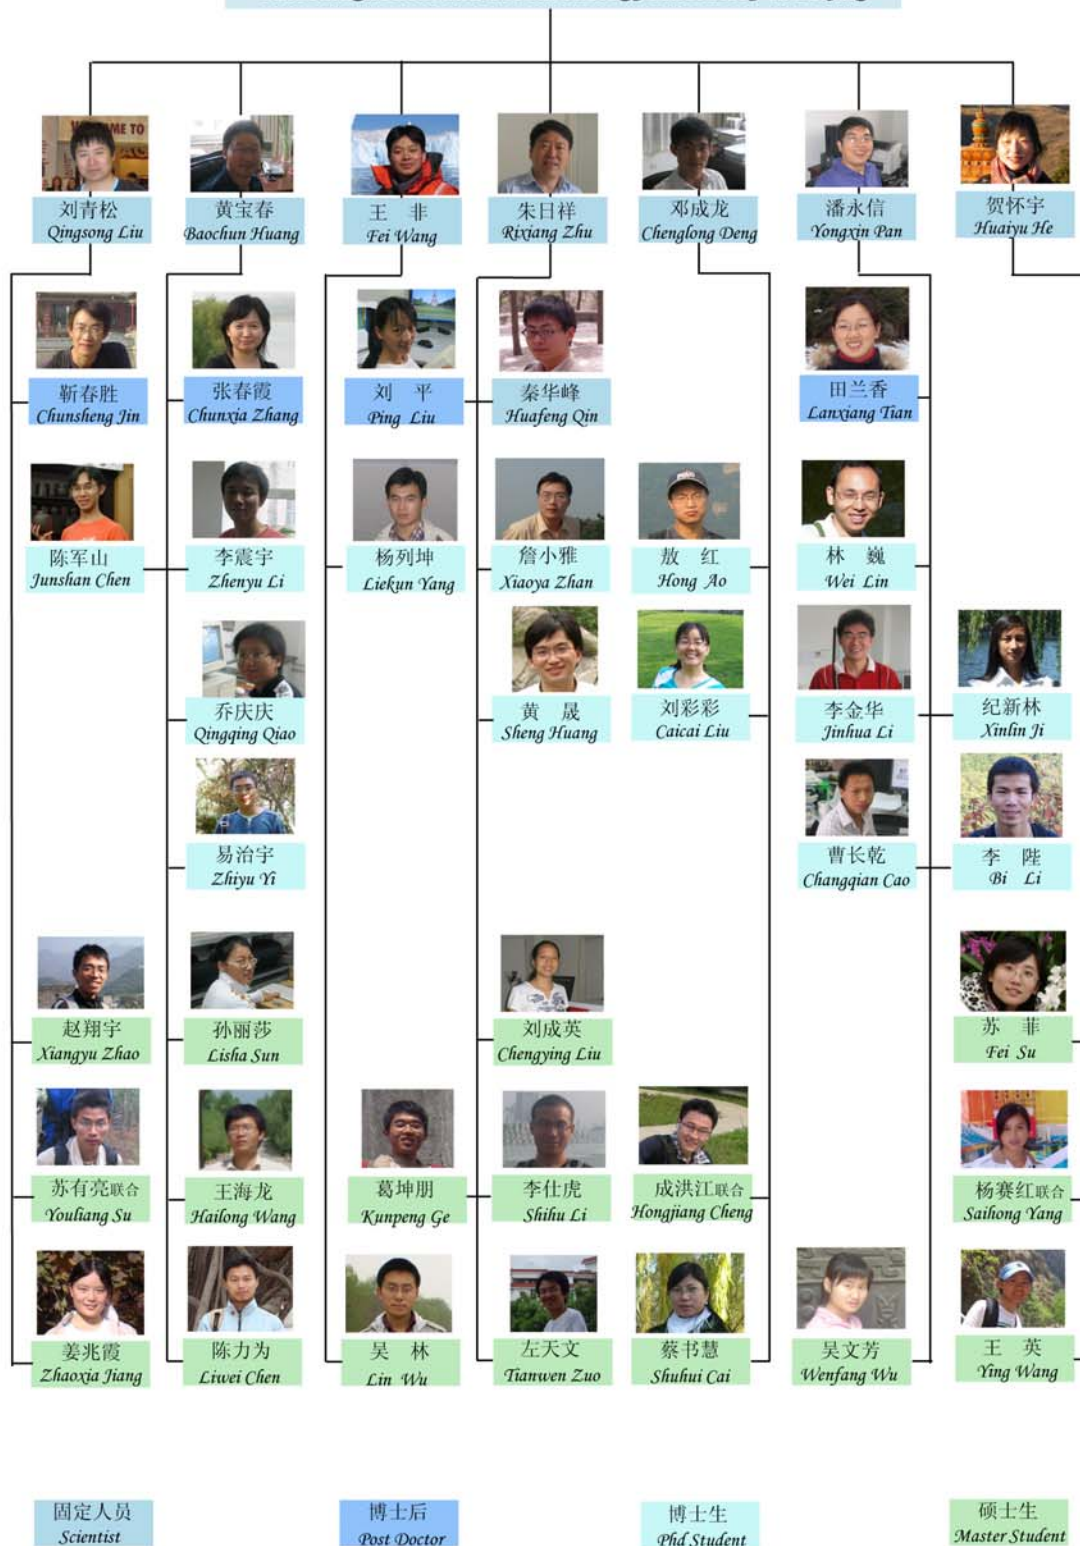 刘青松
Qingsong Liu
黄宝春
Baochun Huang
王 非
Fei Wang
朱日祥
Rixiang Zhu
邓成龙
Chenglong Deng
潘永信
Yongxin Pan
贺怀宇
Huaiyu He
靳春胜
Chunsheng Jin
张春霞
Chunxia Zhang
刘 平
Ping Liu
秦华峰
Huafeng Qin
田兰香
Lanxiang Tian
陈军山
Junshan Chen
李震宇
Zhenyu Li
杨列坤
Liekun Yang
詹小雅
Xiaoya Zhan
敖 红
Hong Ao
林 巍
Wei Lin
乔庆庆
Qingqing Qiao
黄 晟
Sheng Huang
刘彩彩
Caicai Liu
李金华
Jinhua Li
纪新林
Xinlin Ji
易治宇
Zhiyu Yi
曹长乾
Changqian Cao
李 陛
Bi Li
赵翔宇
Xiangyu Zhao
孙丽莎
Lisha Sun
刘成英
Chengying Liu
苏 菲
Fei Su
苏有亮联合
Youliang Su
王海龙
Hailong Wang
葛坤朋
Kunpeng Ge
李仕虎
Shihu Li
成洪江联合
Hongjiang Cheng
杨赛红联合
Saihong Yang
姜兆霞
Zhaoxia Jiang
陈力为
Liwei Chen
吴 林
Lin Wu
左天文
Tianwen Zuo
蔡书慧
Shuhui Cai
吴文芳
Wenfang Wu
王 英
Ying Wang
固定人员
Scientist
博士后
Post Doctor
博士生
Phd Student
硕士生
Master Student